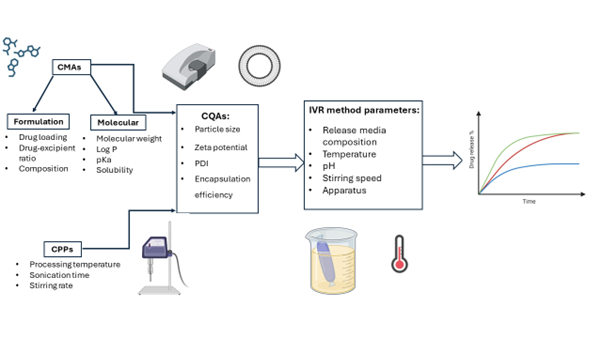 CMAs
Formulation
• Drug loading
• Drug-excipient
ratio
• Composition
Molecular
• Molecular weight
• Log P
• pKa
• Solubility
CPPs
• Processing temperature
• Sonication time
• Stirring rate
CQAs:
• Particle size
• Zeta potential
• PDI
• Encapsulation
efficiency
IVR method parameters:
• Release media
composition
• Temperature
• pH
• Stirring speed
• Apparatus
Drug release %
Time